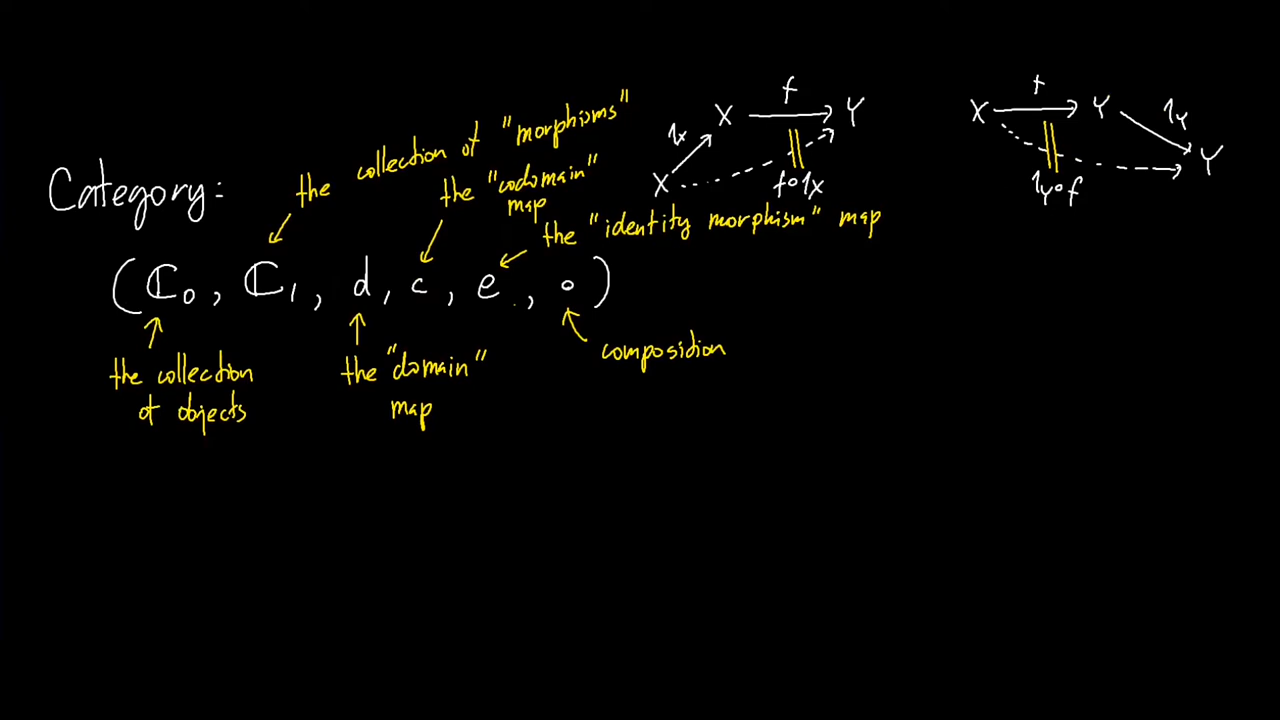 Category:
the collection of "morphisms"
the "codomain"
map
the "identity morphism" map
(ℂ₀, ℂ₁, d, c, e, ∘)
the collection
of objects
the "domain"
map
composition
X f Y
1x
X
f∘1x
X f Y
1Y
Y
1Y∘f